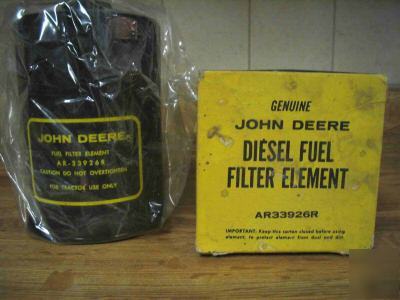 JOHN DEERE
FUEL FILTER ELEMENT
AR-33926R
CAUTION DO NOT OVERTIGHTEN
FOR TRACTOR USE ONLY
GENUINE
JOHN DEERE
DIESEL FUEL
FILTER ELEMENT
AR33926R
IMPORTANT: Keep this carton closed before using
element, to protect element from dust and dirt.